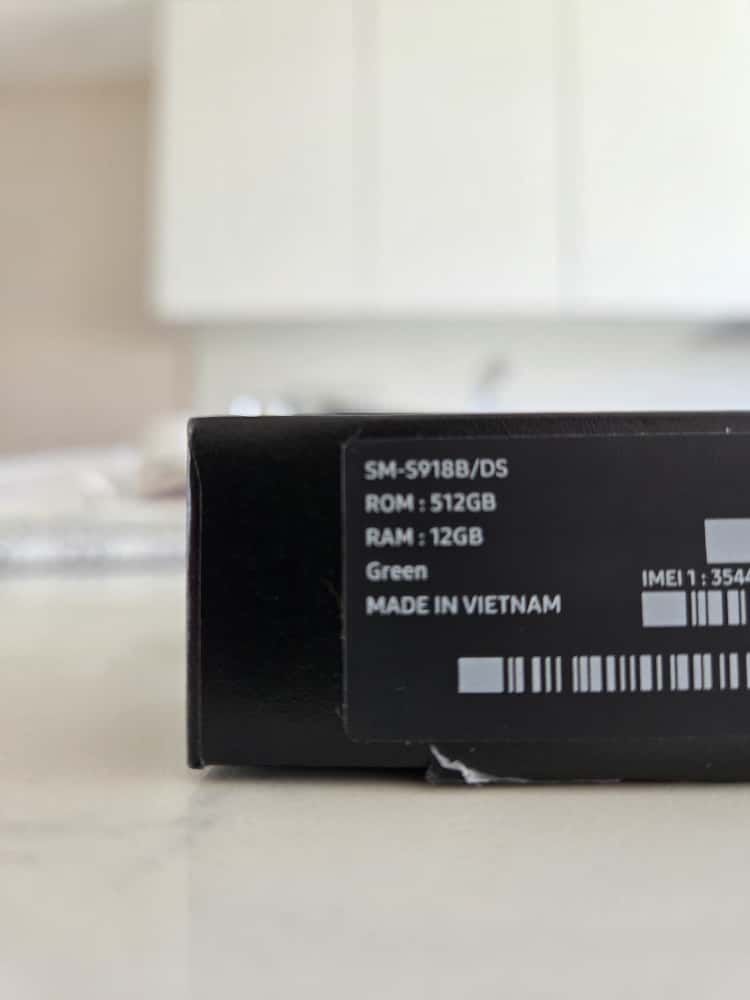 SM-S918B/DS
ROM : 512GB
RAM : 12GB
Green
IMEI 1 : 3544
MADE IN VIETNAM